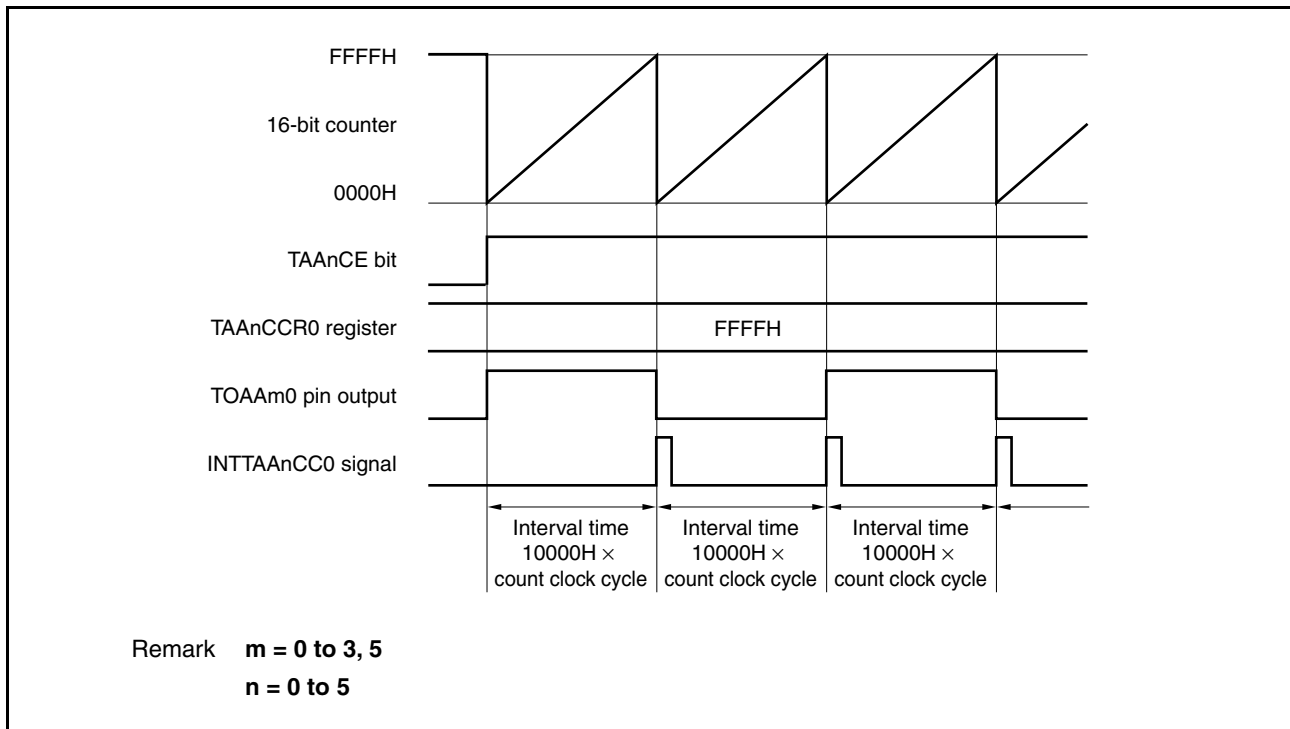 FFFFH
16-bit counter
0000H
TAAnCE bit
TAAnCCR0 register
FFFFH
TOAAm0 pin output
INTTAAnCC0 signal
Interval time
10000H ×
count clock cycle
Interval time
10000H ×
count clock cycle
Interval time
10000H ×
count clock cycle
Remark m = 0 to 3, 5
n = 0 to 5